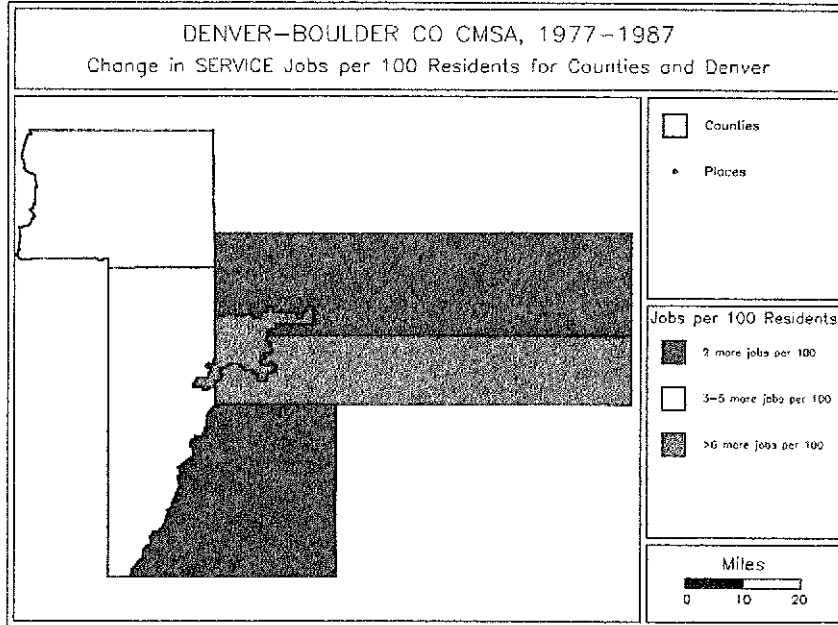 DENVER-BOULDER CO CMSA, 1977-1987
Change in SERVICE Jobs per 100 Residents for Counties and Denver
Counties
Places
Jobs per 100 Residents
2 more jobs per 100
3-5 more jobs per 100
>6 more jobs per 100
Miles
0 10 20